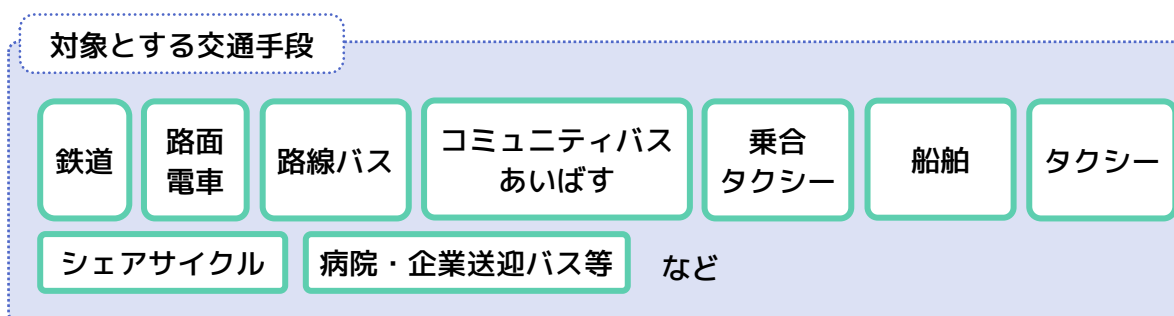 対象とする交通手段
鉄道
路面
電車
路線バス
コミュニティバス
あいばす
乗合
タクシー
船舶
タクシー
シェアサイクル
病院・企業送迎バス等
など